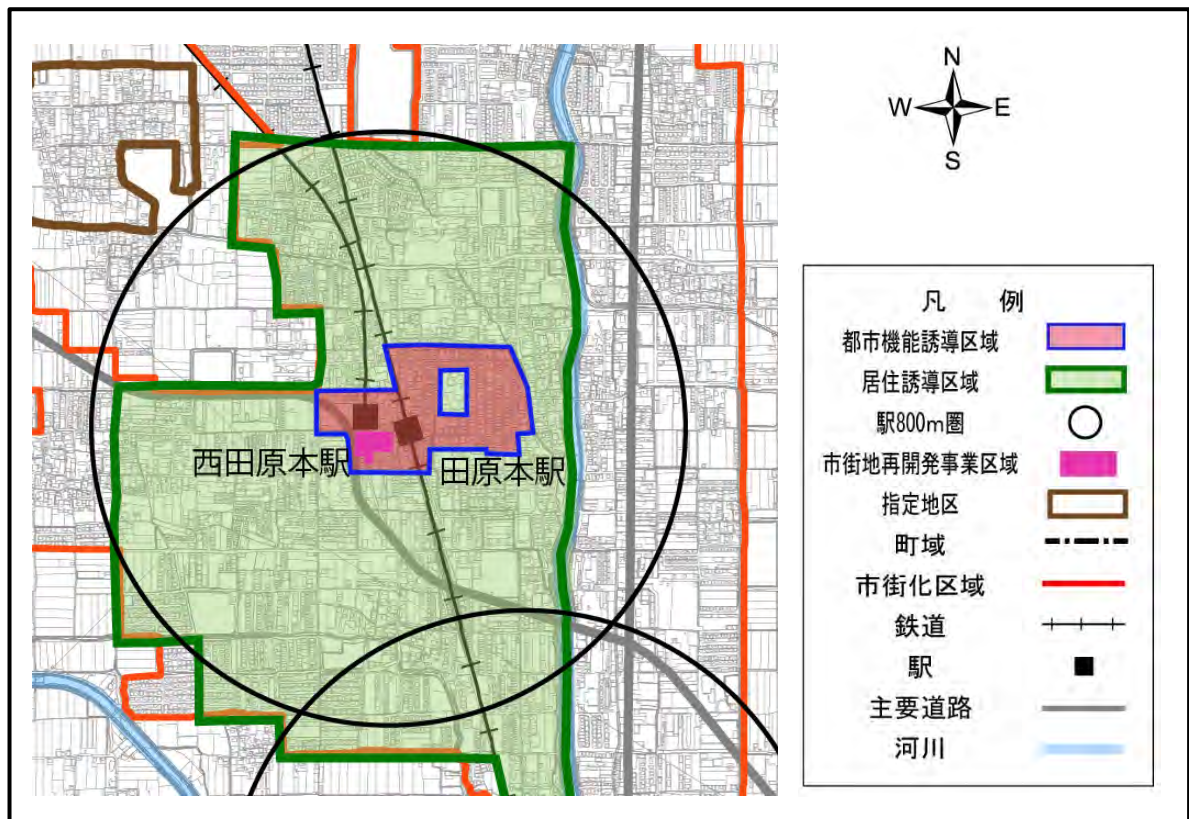 N
W
E
S
西田原本駅
田原本駅
凡 例
都市機能誘導区域
居住誘導区域
駅800m圏
市街地再開発事業区域
指定地区
町域
市街化区域
鉄道
駅
主要道路
河川